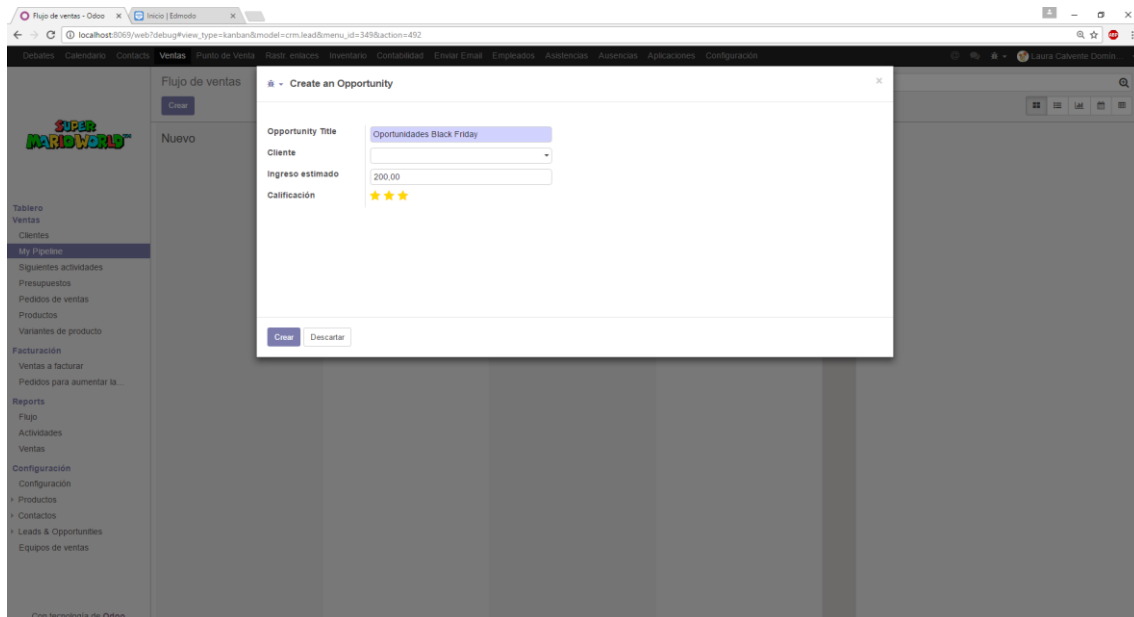 Flujo de ventas - Odoo
Inicio | Edmodo
localhost:8069/web?debug#view_type=kanban&model=crm.lead&menu_id=349&action=492
Debates Calendario Contacts Ventas Punto de Venta Rastr. enlaces Inventario Contabilidad Enviar Email Empleados Asistencias Ausencias Aplicaciones Configuración
Laura Calvente Domín...
SUPER
MARIO WORLD
Flujo de ventas
Crear
Nuevo
Create an Opportunity
Opportunity Title
Oportunidades Black Friday
Cliente
Ingreso estimado
200,00
Calificación
Crear
Descartar
Tablero
Ventas
Clientes
My Pipeline
Siguientes actividades
Presupuestos
Pedidos de ventas
Productos
Variantes de producto
Facturación
Ventas a facturar
Pedidos para aumentar la...
Reports
Flujo
Actividades
Ventas
Configuración
Configuración
Productos
Contactos
Leads & Opportunities
Equipos de ventas
Con tecnología de Odoo